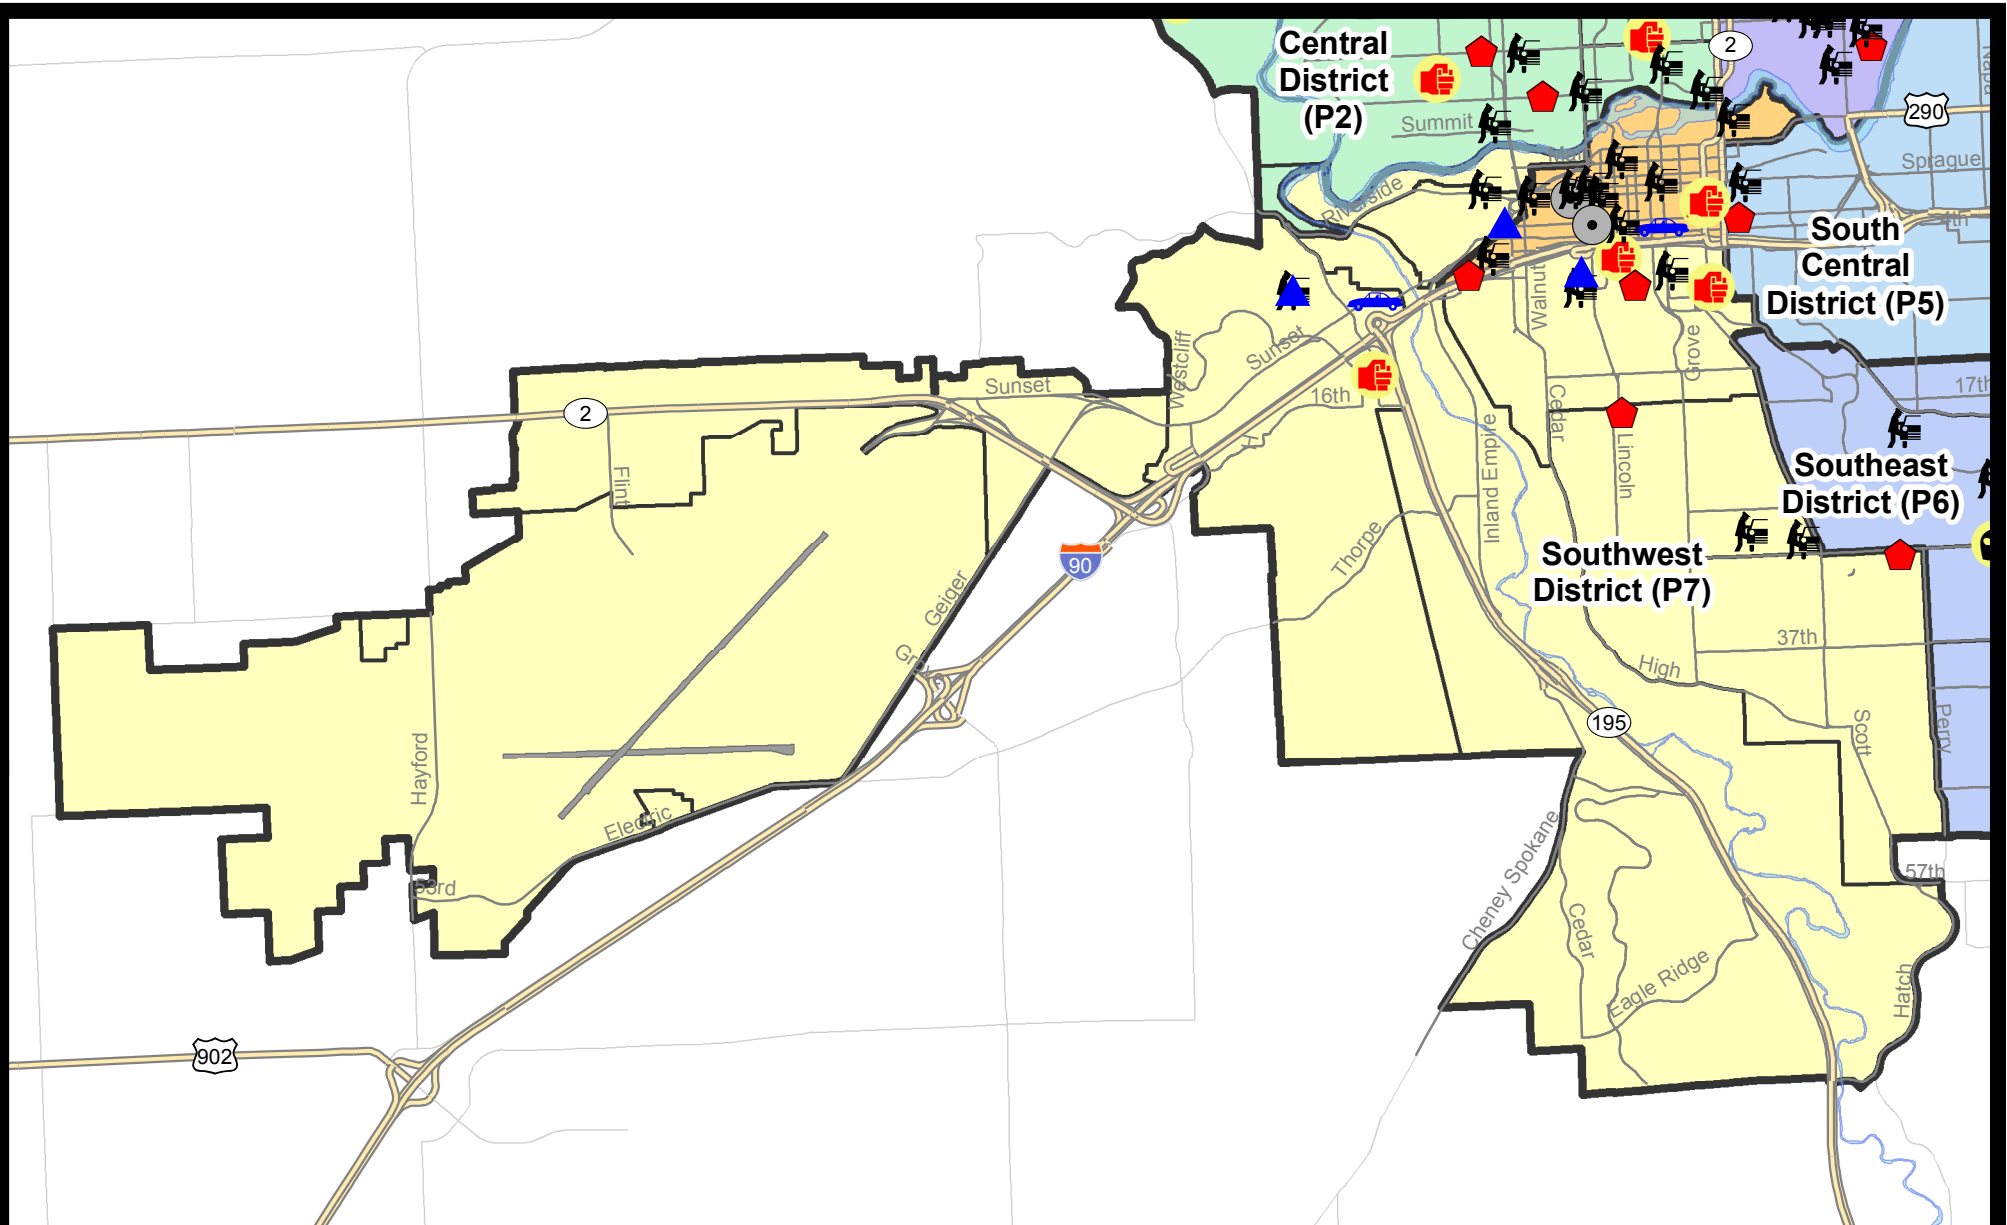 Central
District
(P2)
2
290
Summit
Sprague
Riverside
South
Central
District (P5)
Walnut
Grove
Westcliff
Sunset
Sunset
16th
17th
2
Cedar
Lincoln
Inland Empire
Flint
Southeast
District (P6)
Thorpe
Southwest
District (P7)
90
Geiger
37th
High
195
Scott
Perry
Hayford
Electric
Cheney Spokane
53rd
57th
Cedar
Eagle Ridge
Hatch
902